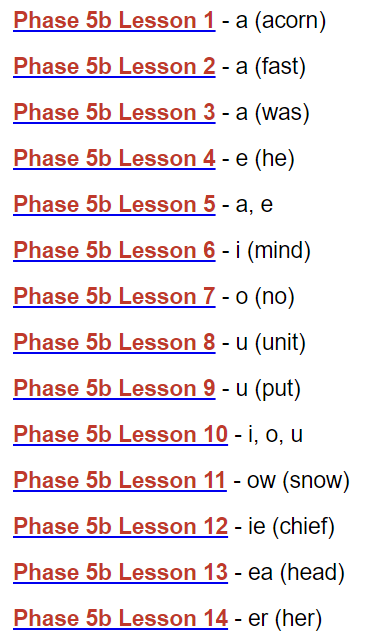 Phase 5b Lesson 1 - a (acorn)
Phase 5b Lesson 2 - a (fast)
Phase 5b Lesson 3 - a (was)
Phase 5b Lesson 4 - e (he)
Phase 5b Lesson 5 - a, e
Phase 5b Lesson 6 - i (mind)
Phase 5b Lesson 7 - o (no)
Phase 5b Lesson 8 - u (unit)
Phase 5b Lesson 9 - u (put)
Phase 5b Lesson 10 - i, o, u
Phase 5b Lesson 11 - ow (snow)
Phase 5b Lesson 12 - ie (chief)
Phase 5b Lesson 13 - ea (head)
Phase 5b Lesson 14 - er (her)